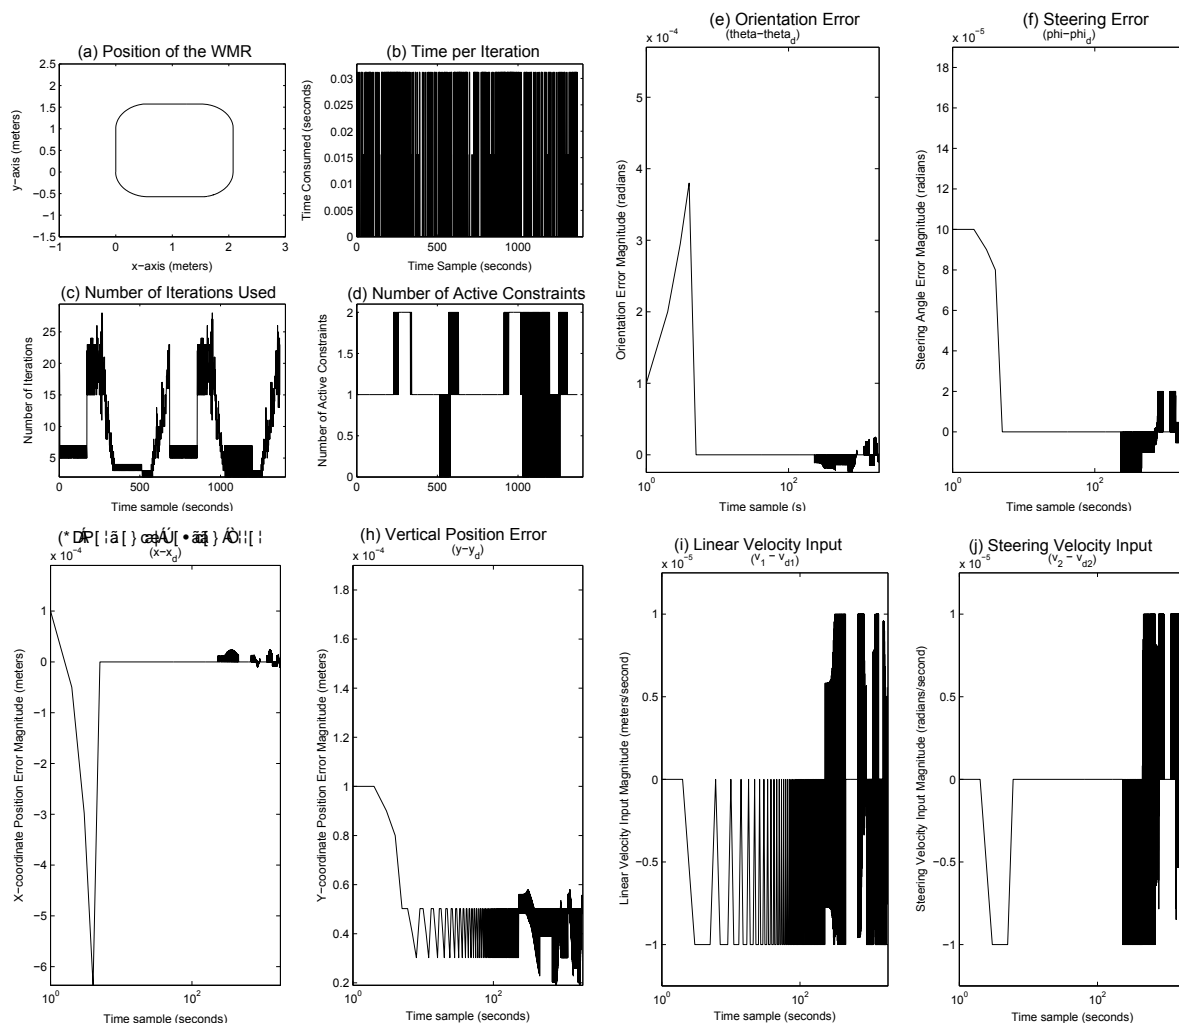 (a) Position of the WMR
2.5
2
1.5
1
0.5
0
−0.5
−1
−1.5
−1
0
1
2
3
y−axis (meters)
x−axis (meters)
(b) Time per Iteration
0.03
0.025
0.02
0.015
0.01
0.005
0
0
500
1000
Time Consumed (seconds)
Time Sample (seconds)
(c) Number of Iterations Used
25
20
15
10
5
0
500
1000
Number of Iterations
Time sample (seconds)
(d) Number of Active Constraints
2
1.5
1
0.5
0
0
500
1000
Number of Active Constraints
Time Sample (seconds)
(e) Orientation Error
(theta−theta_d)
x 10^−4
5
4
3
2
1
0
10^0
10^2
Orientation Error Magnitude (radians)
Time sample (s)
(f) Steering Error
(phi−phi_d)
x 10^−5
18
16
14
12
10
8
6
4
2
0
10^0
10^2
Steering Angle Error Magnitude (radians)
Time sample (seconds)
(x−x_d)
x 10^−4
1
0
−1
−2
−3
−4
−5
−6
10^0
10^2
X−coordinate Position Error Magnitude (meters)
Time sample (seconds)
(h) Vertical Position Error
(y−y_d)
x 10^−4
1.8
1.6
1.4
1.2
1
0.8
0.6
0.4
0.2
10^0
10^2
Y−coordinate Position Error Magnitude (meters)
Time sample (seconds)
(i) Linear Velocity Input
(v_1 − v_d1)
x 10^−5
1
0.5
0
−0.5
−1
10^0
10^2
Linear Velocity Input Magnitude (meters/second)
Time sample (seconds)
(j) Steering Velocity Input
(v_2 − v_d2)
x 10^−5
1
0.5
0
−0.5
−1
10^0
10^2
Steering Velocity Input Magnitude (radians/second)
Time sample (seconds)